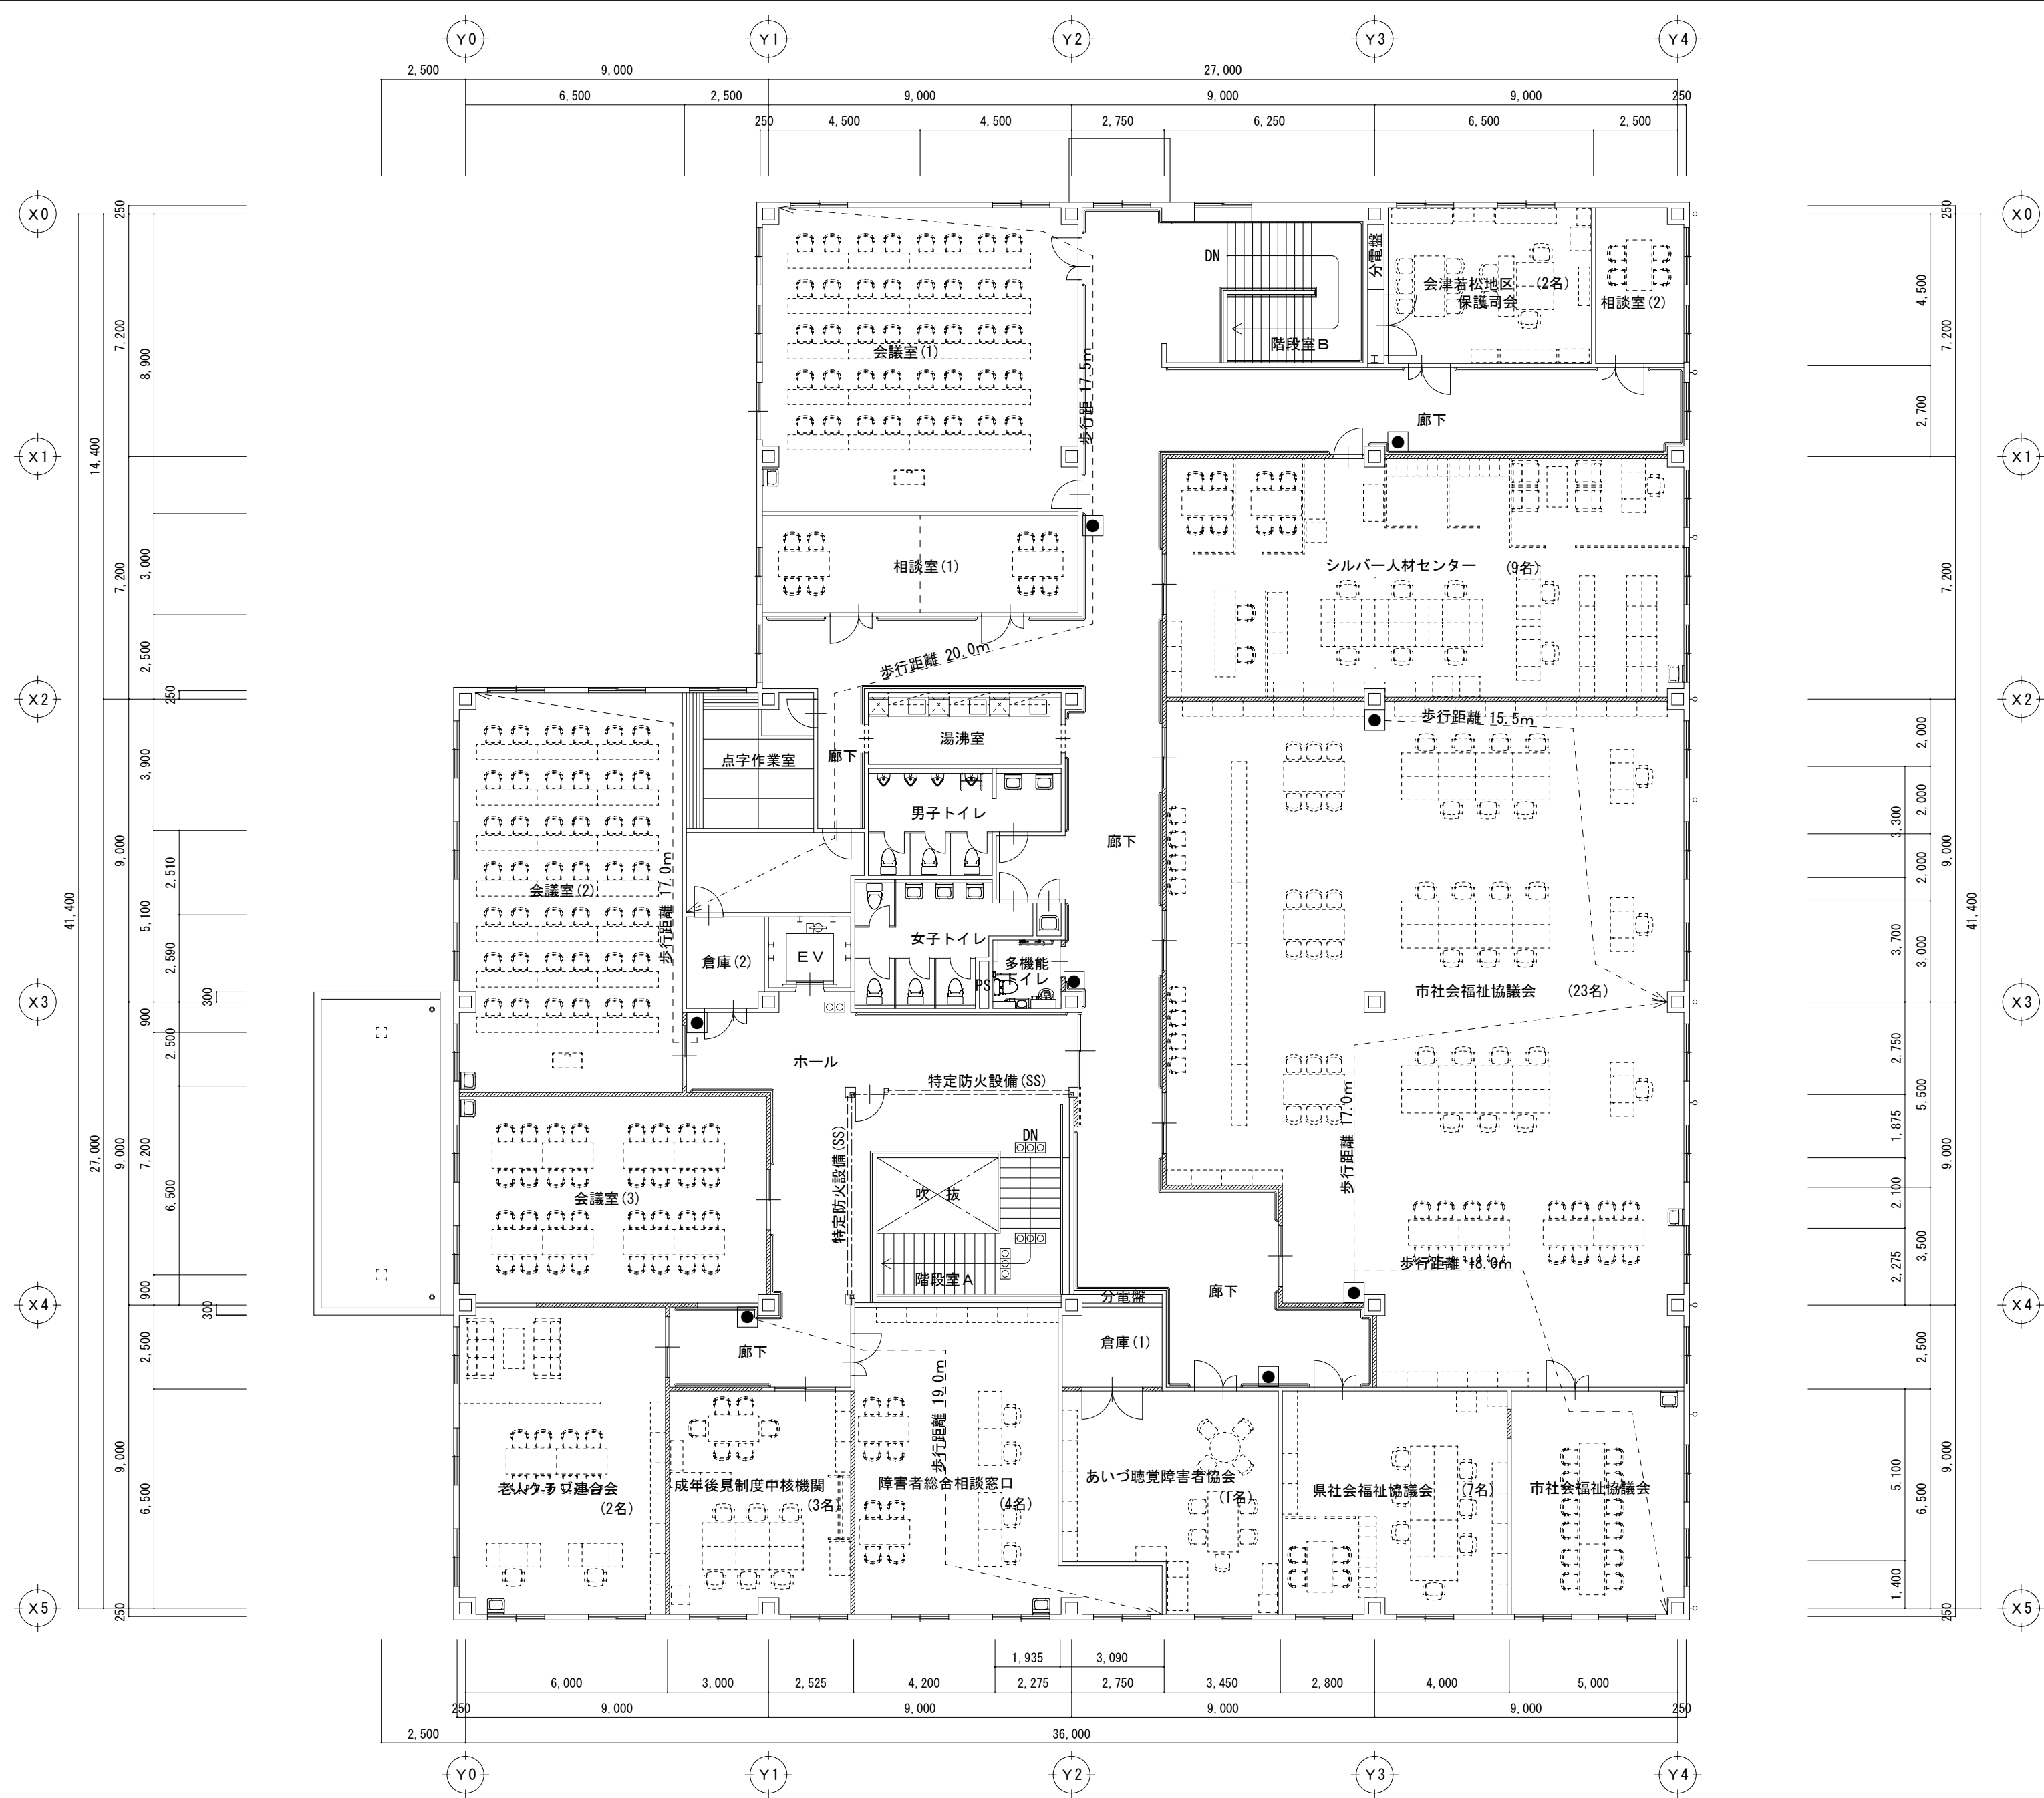 Y0 Y1 Y2 Y3 Y4
2,500 9,000 27,000
6,500 2,500 9,000 9,000 9,000 250
250 4,500 4,500 2,750 6,250 6,500 2,500
X0 250 250 X0
7,200
8,900
14,400
X1
7,200
3,000
2,500
250
X2
3,900
9,000
2,510
5,100
2,590
41,400
X3
300
900
2,500
27,000
9,000
7,200
6,500
900
300
X4
2,500
9,000
6,500
250
X5
DN
分電盤
会津若松地区 (2名)
保護司会
相談室(2)
階段室B
会議室(1)
歩行距 17.5m
廊下
相談室(1)
シルバー人材センター (9名)
歩行距離 20.0m
歩行距離 15.5m
湯沸室
点字作業室
廊下
男子トイレ
廊下
会議室(2)
歩行距離 17.0m
女子トイレ
倉庫(2)
EV
多機能
トイレ
PS
市社会福祉協議会 (23名)
ホール
特定防火設備(SS)
特定防火設備(SS)
DN
歩行距離 17.0m
会議室(3)
吹 抜
階段室A
歩行距離 18.0m
分電盤
廊下
倉庫(1)
廊下
歩行距離 19.0m
(2名)
成年後見制度中核機関
(3名)
障害者総合相談窓口
(4名)
あいづ聴覚障害者協会
(1名)
県社会福祉協議会 (7名)
市社会福祉協議会
4,500
7,200
2,700
X1
7,200
X2
2,000
2,000
3,300
9,000
2,000
3,700
3,000
41,400
X3
2,750
5,500
1,875
9,000
2,100
3,500
2,275
X4
2,500
5,100
9,000
6,500
1,400
250
X5
1,935 3,090
6,000 3,000 2,525 4,200 2,275 2,750 3,450 2,800 4,000 5,000
250 9,000 9,000 9,000 9,000 250
2,500 36,000
Y0 Y1 Y2 Y3 Y4